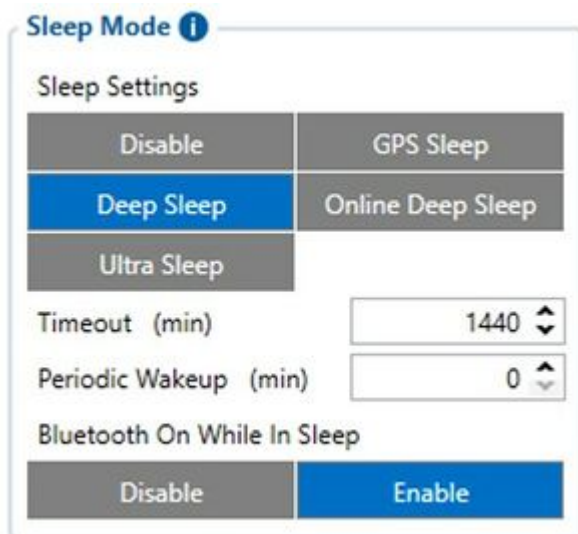 Sleep Mode i
Sleep Settings
Disable GPS Sleep
Deep Sleep Online Deep Sleep
Ultra Sleep
Timeout (min) 1440
Periodic Wakeup (min) 0
Bluetooth On While In Sleep
Disable Enable